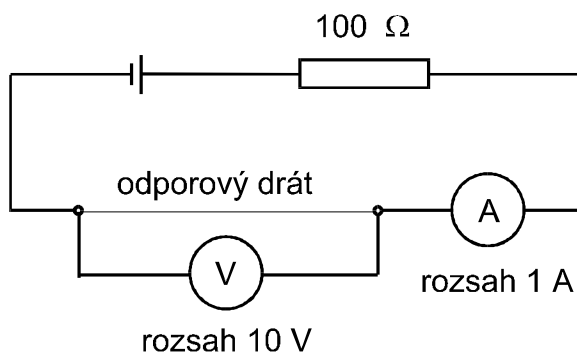 100 Ω
odporový drát
A
V
rozsah 1 A
rozsah 10 V